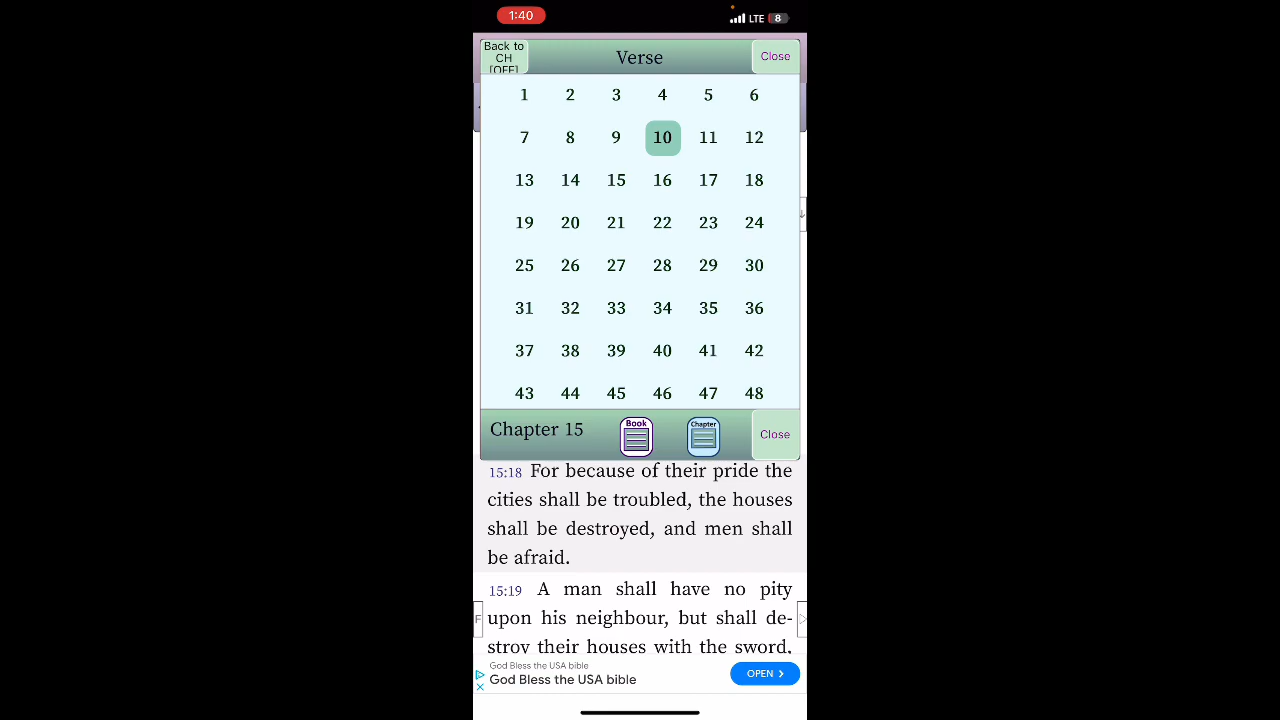 1:40
LTE 8
Back to
CH
[OFF]
Verse
Close
1 2 3 4 5 6
7 8 9 10 11 12
13 14 15 16 17 18
19 20 21 22 23 24
25 26 27 28 29 30
31 32 33 34 35 36
37 38 39 40 41 42
43 44 45 46 47 48
Chapter 15
Book
Chapter
Close
15:18 For because of their pride the
cities shall be troubled, the houses
shall be destroyed, and men shall
be afraid.
15:19 A man shall have no pity
F
upon his neighbour, but shall de-
stroy their houses with the sword,
God Bless the USA bible
God Bless the USA bible
OPEN